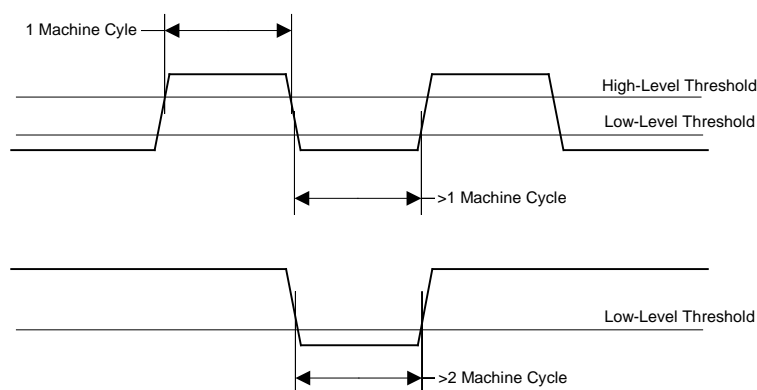 1 Machine Cyle
High-Level Threshold
Low-Level Threshold
>1 Machine Cycle
Low-Level Threshold
>2 Machine Cycle